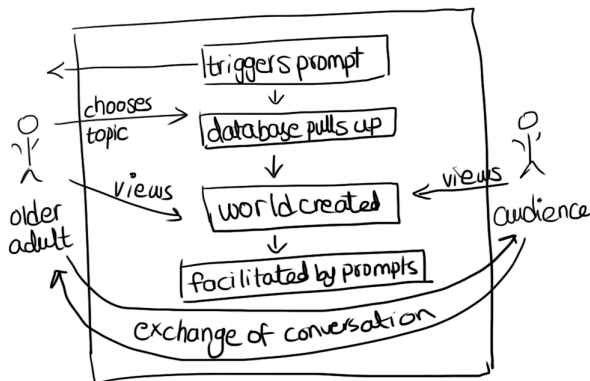 triggers prompt
chooses
topic
database pulls up
views
views
older
adult
world created
audience
facilitated by prompts
exchange of conversation